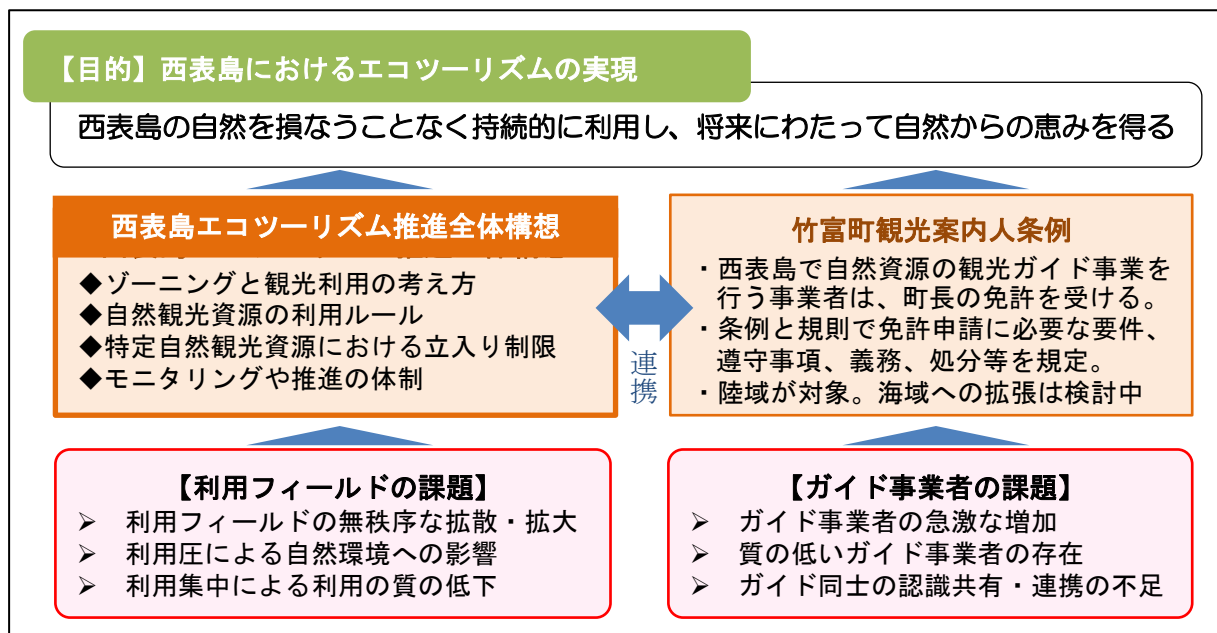 【目的】西表島におけるエコツーリズムの実現
西表島の自然を損なうことなく持続的に利用し、将来にわたって自然からの恵みを得る
西表島エコツーリズム推進全体構想
◆ゾーニングと観光利用の考え方
◆自然観光資源の利用ルール
◆特定自然観光資源における立入り制限
◆モニタリングや推進の体制
連携
竹富町観光案内人条例
・西表島で自然資源の観光ガイド事業を
行う事業者は、町長の免許を受ける。
・条例と規則で免許申請に必要な要件、
遵守事項、義務、処分等を規定。
・陸域が対象。海域への拡張は検討中
【利用フィールドの課題】
➢ 利用フィールドの無秩序な拡散・拡大
➢ 利用圧による自然環境への影響
➢ 利用集中による利用の質の低下
【ガイド事業者の課題】
➢ ガイド事業者の急激な増加
➢ 質の低いガイド事業者の存在
➢ ガイド同士の認識共有・連携の不足